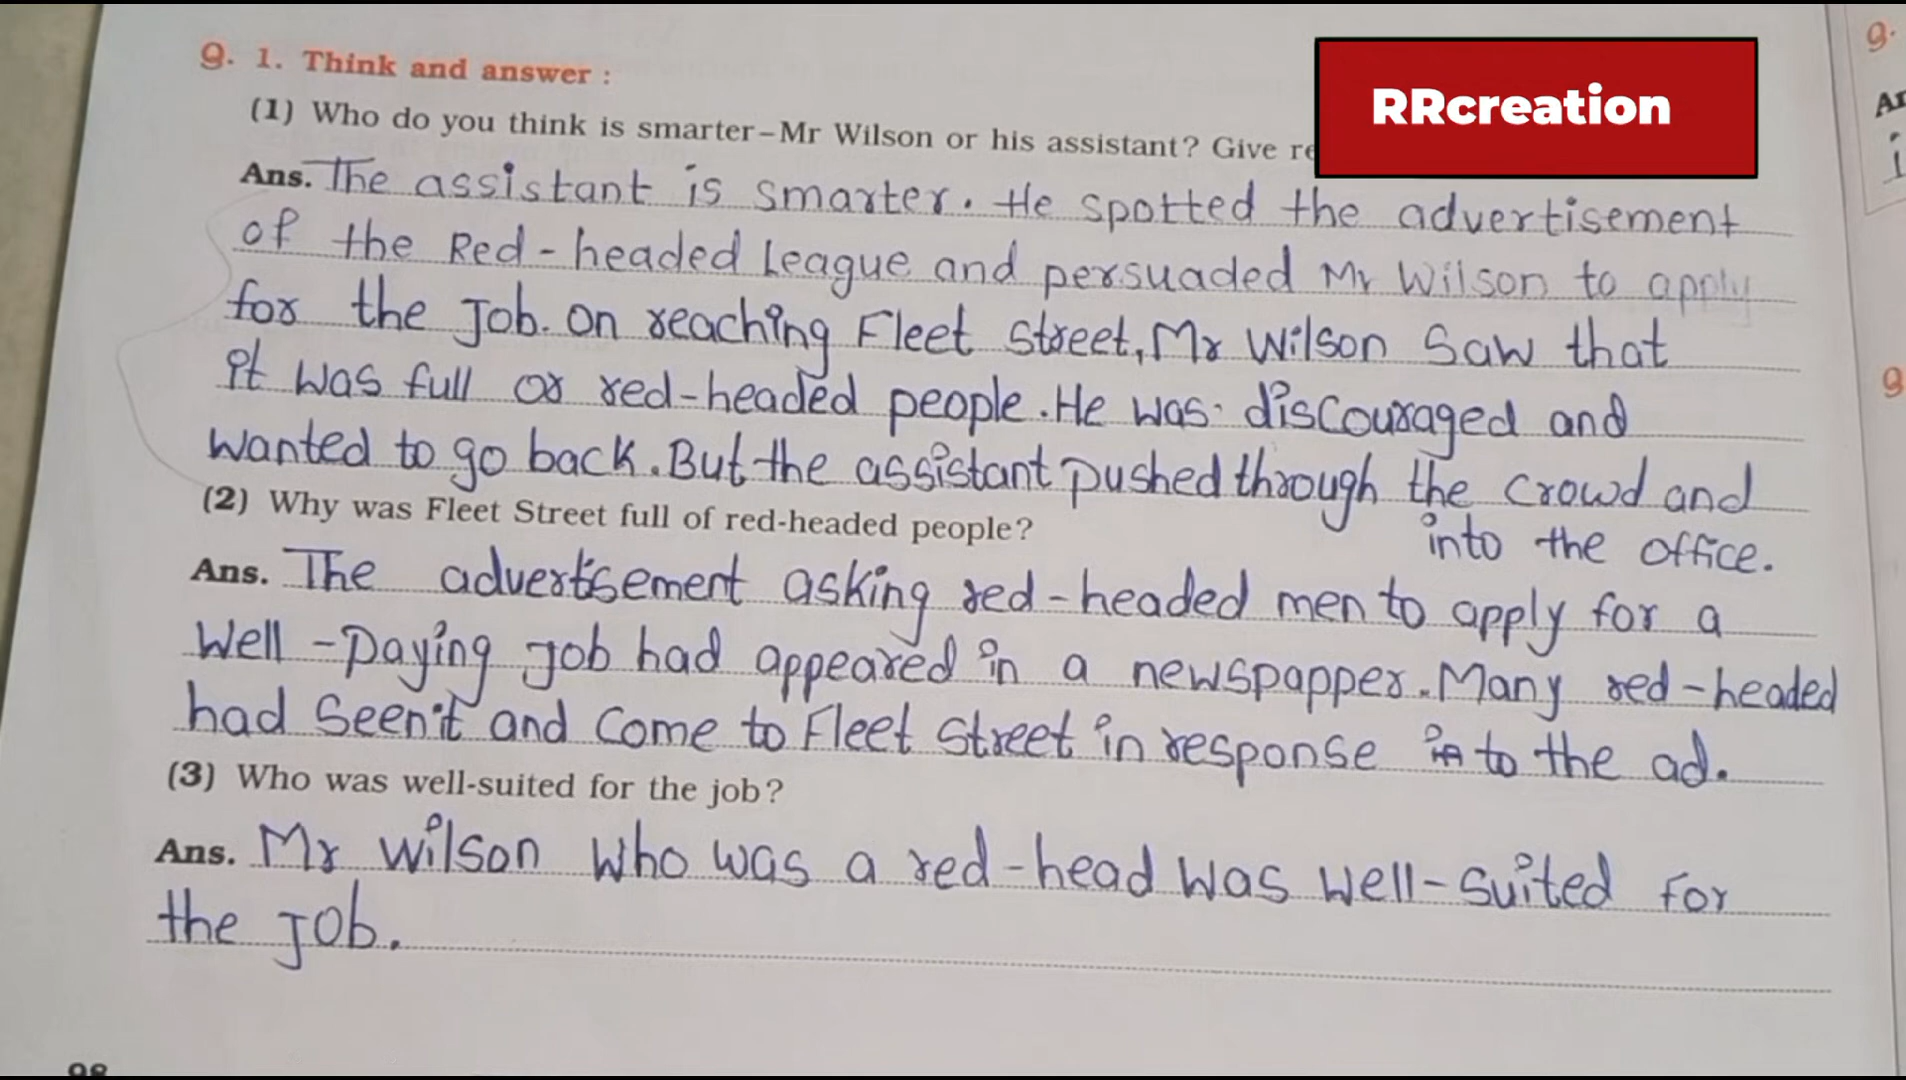 Q. 1. Think and answer :
RRcreation
(1) Who do you think is smarter–Mr Wilson or his assistant? Give re
Ans. The assistant is smarter. He spotted the advertisement
of the Red-headed League and persuaded Mr Wilson to apply
for the Job. on reaching Fleet Street, Mr Wilson Saw that
it was full or red-headed people. He was discouraged and
wanted to go back. But the assistant pushed through the crowd and
into the office.
(2) Why was Fleet Street full of red-headed people?
Ans. The advertisement asking red-headed men to apply for a
Well-Paying Job had appeared in a newspapper. Many red-headed
had Seen it and Come to Fleet Street in response to the ad.
(3) Who was well-suited for the job?
Ans. Mr Wilson who was a red-head was well-suited for
the Job.
98